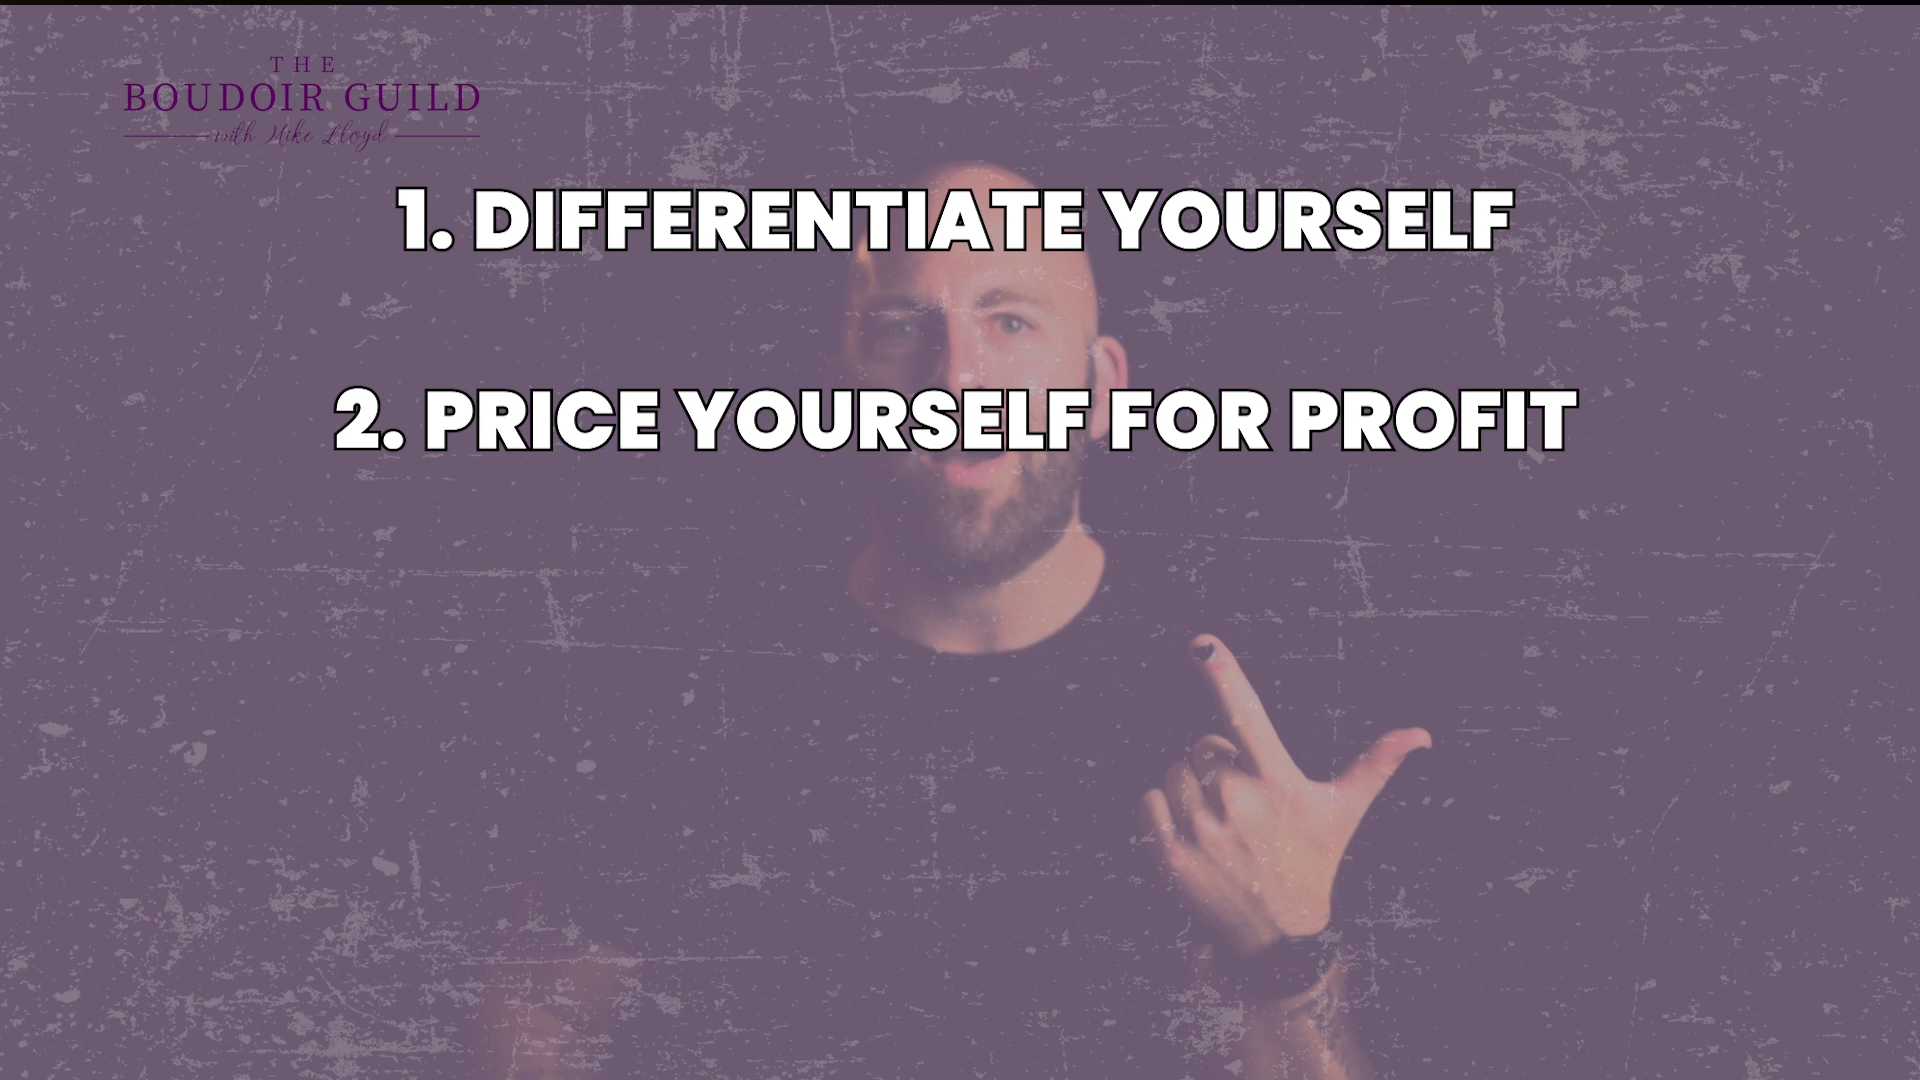 THE
BOUDOIR GUILD
with Mike Lloyd
1. DIFFERENTIATE YOURSELF
2. PRICE YOURSELF FOR PROFIT